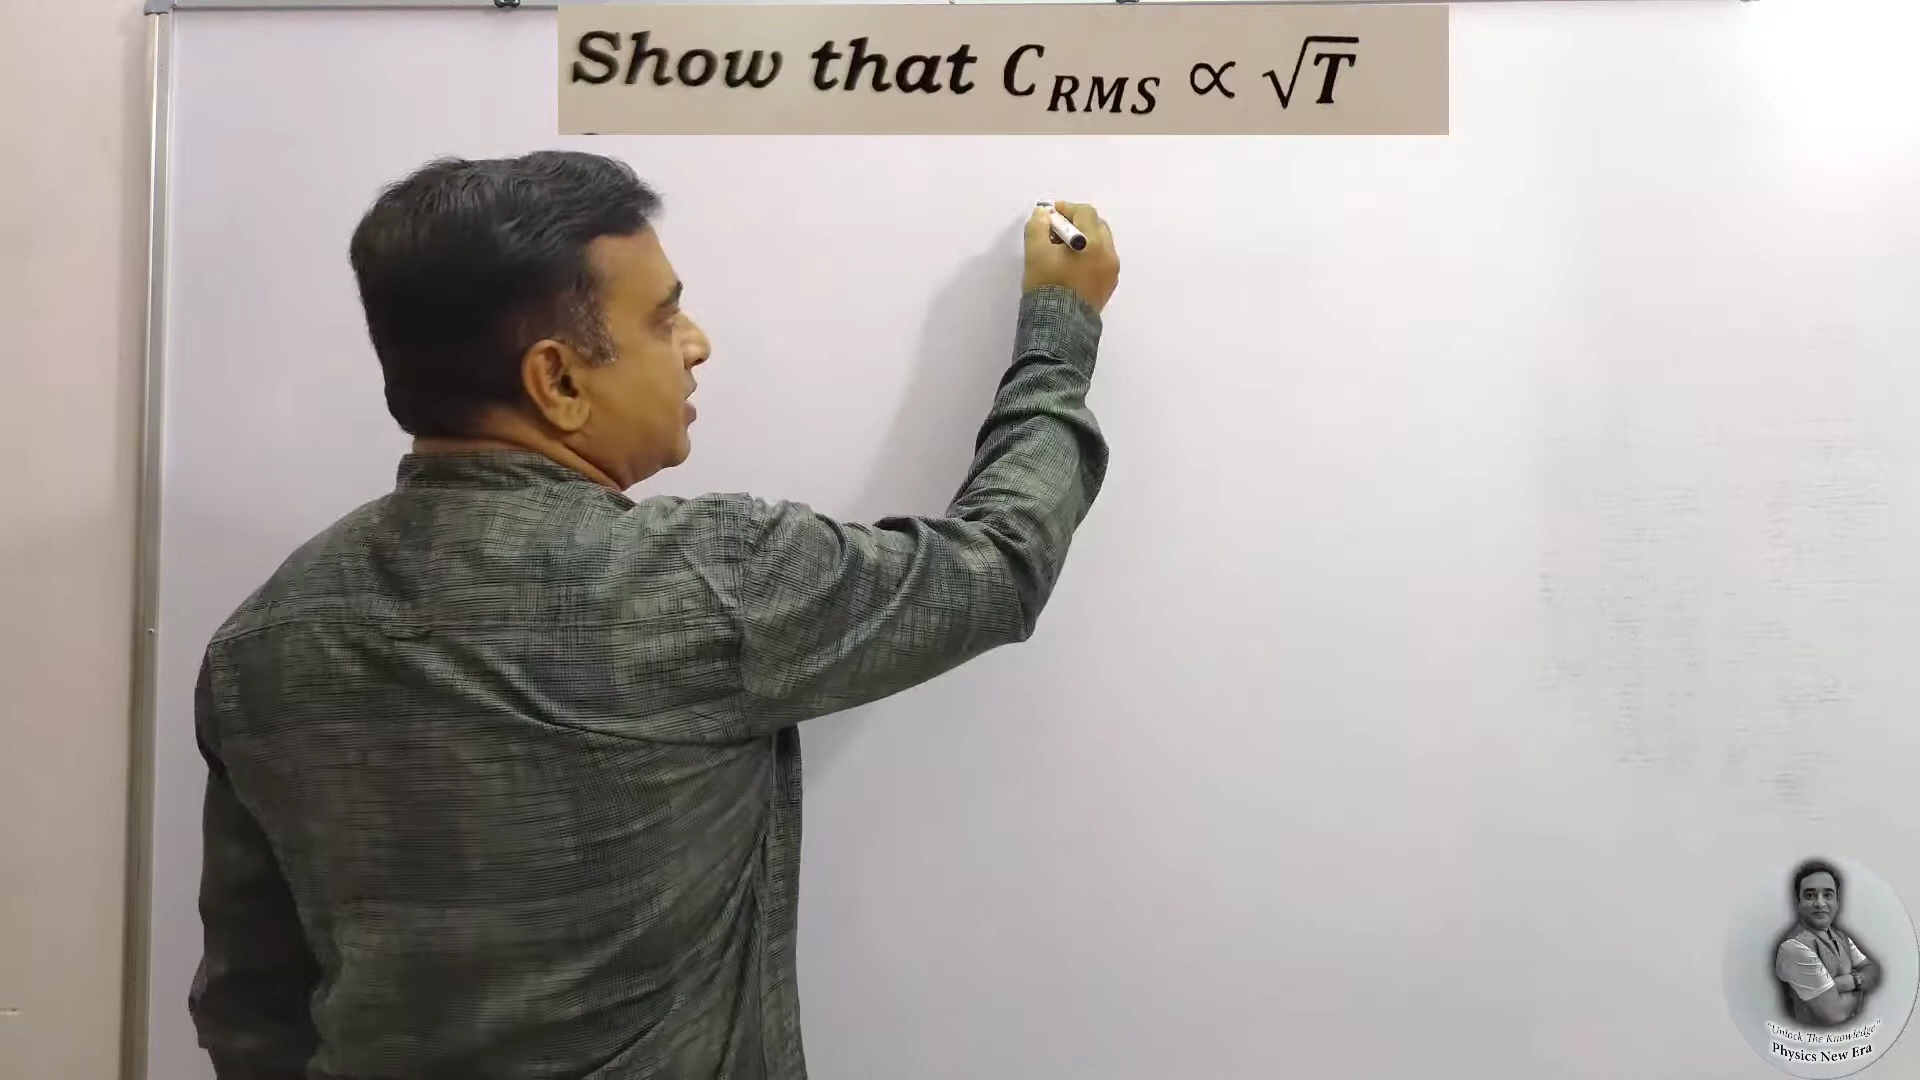 Show that C_RMS ∝ √T
"Unlock The Knowledge"
Physics New Era